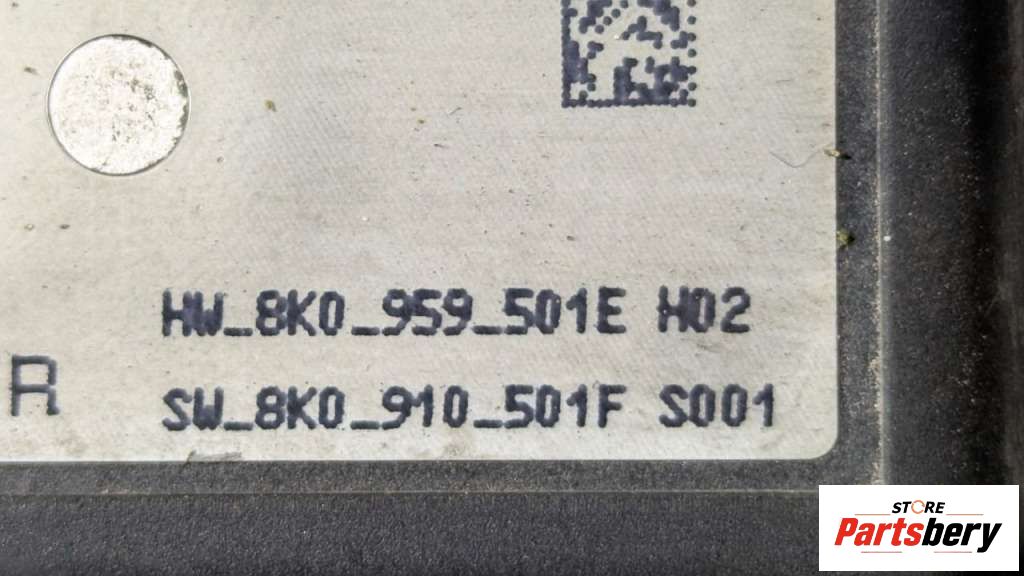 HW_8K0_959_501E H02
R
SW_8K0_910_501F S001
STORE
Partsbery